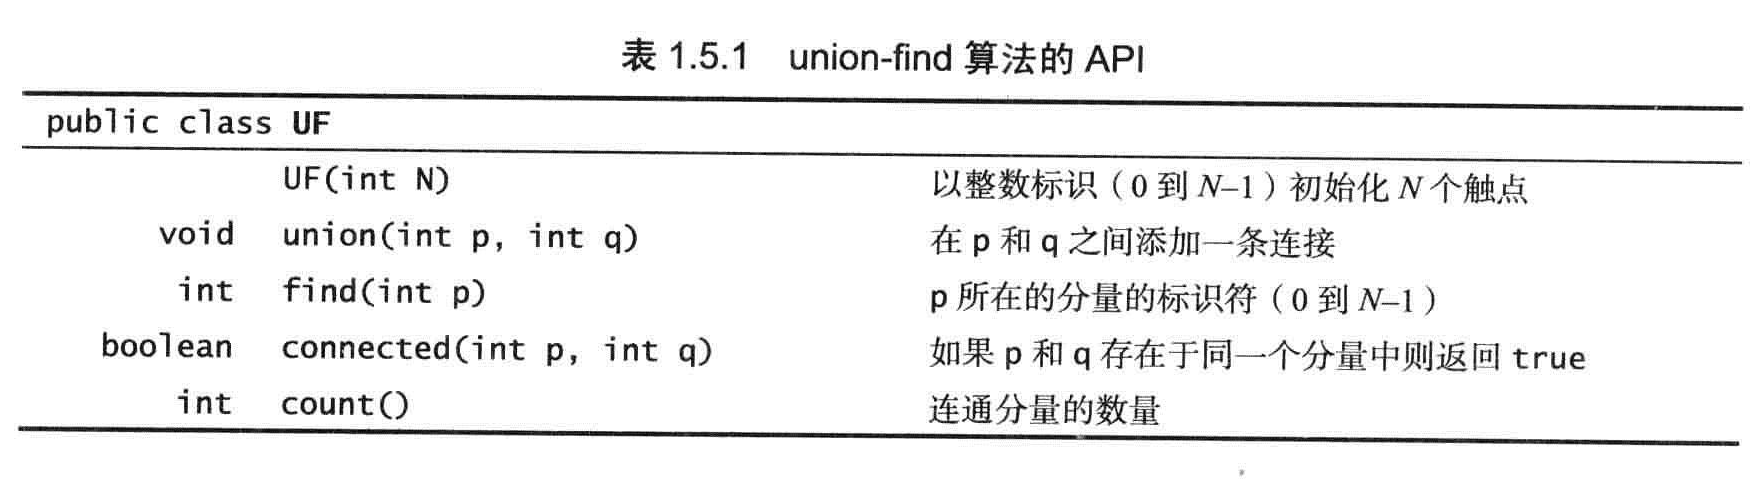 表 1.5.1 union-find 算法的 API
public class UF
UF(int N) 以整数标识（0 到 N–1）初始化 N 个触点
void union(int p, int q) 在 p 和 q 之间添加一条连接
int find(int p) p 所在的分量的标识符（0 到 N–1）
boolean connected(int p, int q) 如果 p 和 q 存在于同一个分量中则返回 true
int count() 连通分量的数量